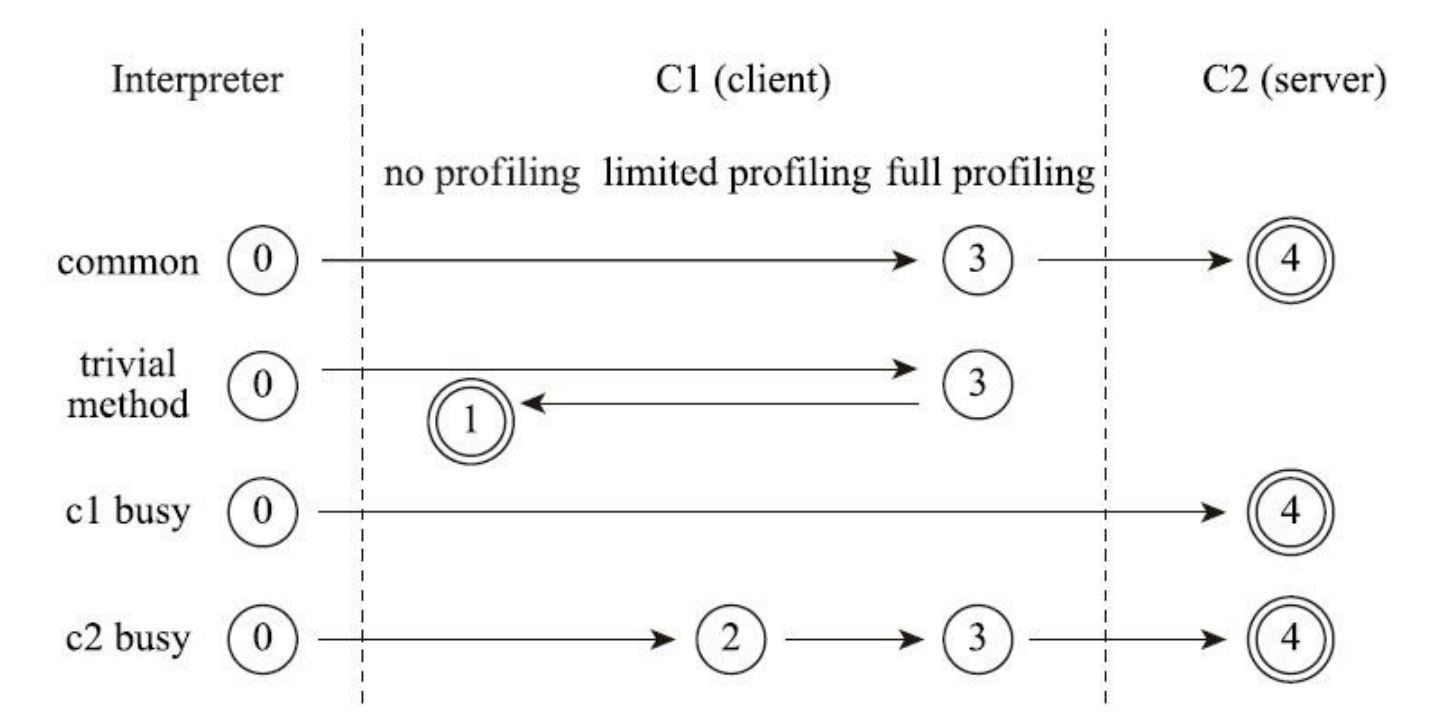 Interpreter C1 (client) C2 (server)
no profiling limited profiling full profiling
common 0 3 4
trivial
method 0 3
1
c1 busy 0 4
c2 busy 0 2 3 4